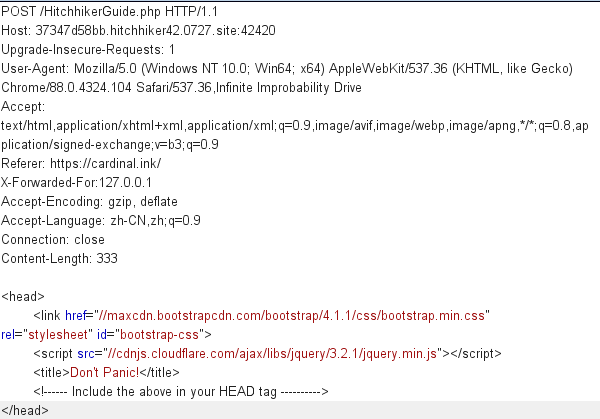 POST /HitchhikerGuide.php HTTP/1.1
Host: 37347d58bb.hitchhiker42.0727.site:42420
Upgrade-Insecure-Requests: 1
User-Agent: Mozilla/5.0 (Windows NT 10.0; Win64; x64) AppleWebKit/537.36 (KHTML, like Gecko)
Chrome/88.0.4324.104 Safari/537.36,Infinite Improbability Drive
Accept:
text/html,application/xhtml+xml,application/xml;q=0.9,image/avif,image/webp,image/apng,*/*;q=0.8,ap
plication/signed-exchange;v=b3;q=0.9
Referer: https://cardinal.ink/
X-Forwarded-For:127.0.0.1
Accept-Encoding: gzip, deflate
Accept-Language: zh-CN,zh;q=0.9
Connection: close
Content-Length: 333

<head>
	<link href="//maxcdn.bootstrapcdn.com/bootstrap/4.1.1/css/bootstrap.min.css"
rel="stylesheet" id="bootstrap-css">
	<script src="//cdnjs.cloudflare.com/ajax/libs/jquery/3.2.1/jquery.min.js"></script>
	<title>Don't Panic!</title>
	<!------ Include the above in your HEAD tag ---------->
</head>